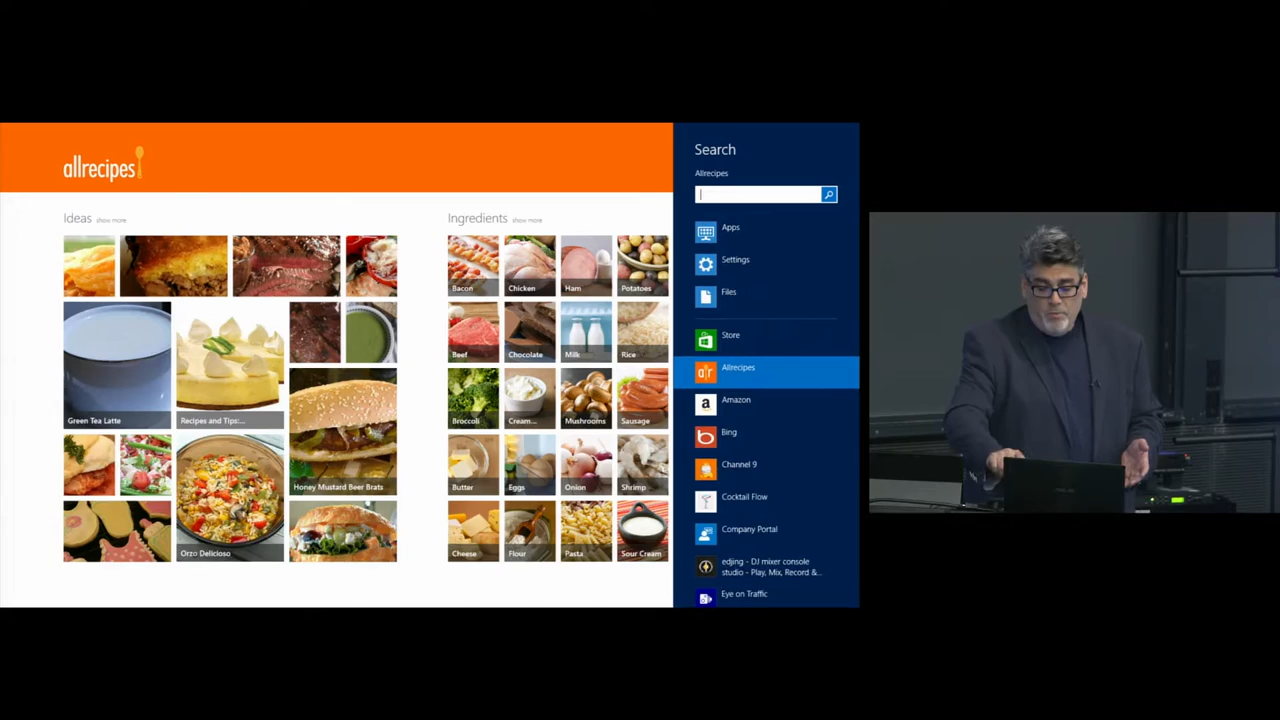 allrecipes
Ideas show more
Green Tea Latte
Recipes and Tips:...
Honey Mustard Beer Brats
Orzo Delicioso
Ingredients show more
Bacon
Chicken
Ham
Potatoes
Beef
Chocolate
Milk
Rice
Broccoli
Cream...
Mushrooms
Sausage
Butter
Eggs
Onion
Shrimp
Cheese
Flour
Pasta
Sour Cream
Search
Allrecipes
Apps
Settings
Files
Store
ar Allrecipes
a Amazon
b Bing
Channel 9
Cocktail Flow
Company Portal
edjing - DJ mixer console
studio - Play, Mix, Record &...
Eye on Traffic